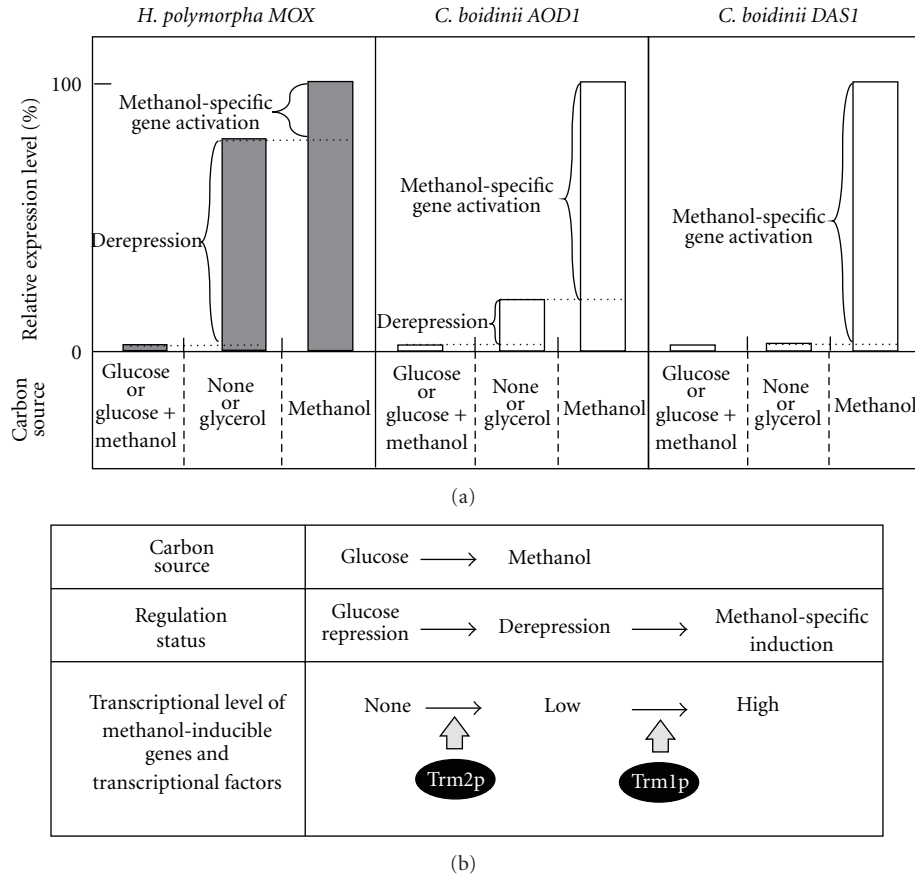 H. polymorpha MOX
C. boidinii AOD1
C. boidinii DAS1
Relative expression level (%)
100
0
Methanol-specific
gene activation
Derepression
Methanol-specific
gene activation
Derepression
Methanol-specific
gene activation
Carbon
source
Glucose
or
glucose +
methanol
None
or
glycerol
Methanol
Glucose
or
glucose +
methanol
None
or
glycerol
Methanol
Glucose
or
glucose +
methanol
None
or
glycerol
Methanol
(a)
Carbon
source
Glucose → Methanol
Regulation
status
Glucose
repression → Derepression → Methanol-specific
induction
Transcriptional level of
methanol-inducible
genes and
transcriptional factors
None → Low → High
Trm2p
Trm1p
(b)